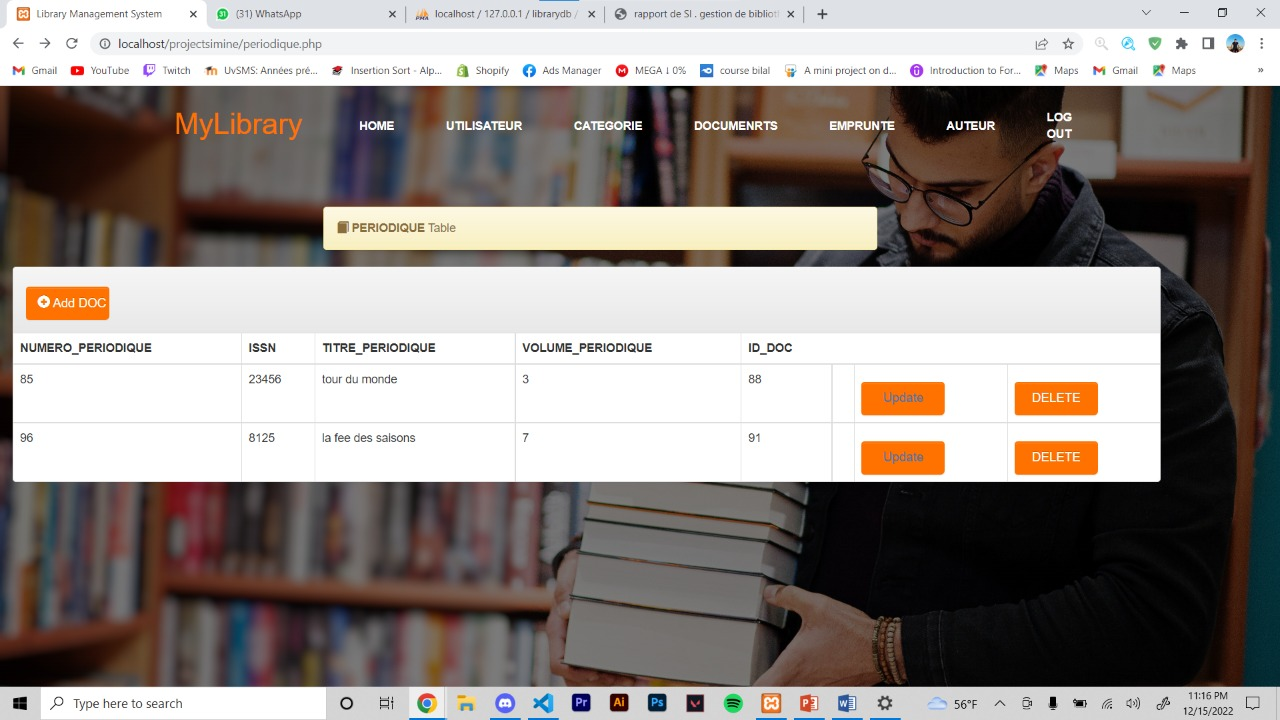 Library Management System
(31) WhatsApp
localhost / 127.0.0.1 / librarydb /
rapport de SI . gestion de bibliot
localhost/projectsimine/periodique.php
Gmail
YouTube
Twitch
UvSMS: Années pré...
Insertion Sort - Alp...
Shopify
Ads Manager
MEGA ↓ 0%
course bilal
A mini project on d...
Introduction to For...
Maps
Gmail
Maps
»
MyLibrary
HOME
UTILISATEUR
CATEGORIE
DOCUMENRTS
EMPRUNTE
AUTEUR
LOG
OUT
PERIODIQUE Table
Add DOC
NUMERO_PERIODIQUE ISSN TITRE_PERIODIQUE VOLUME_PERIODIQUE ID_DOC
85 23456 tour du monde 3 88 Update DELETE
96 8125 la fee des saisons 7 91 Update DELETE
Type here to search
Pr
Ai
Ps
56°F
11:16 PM
12/15/2022